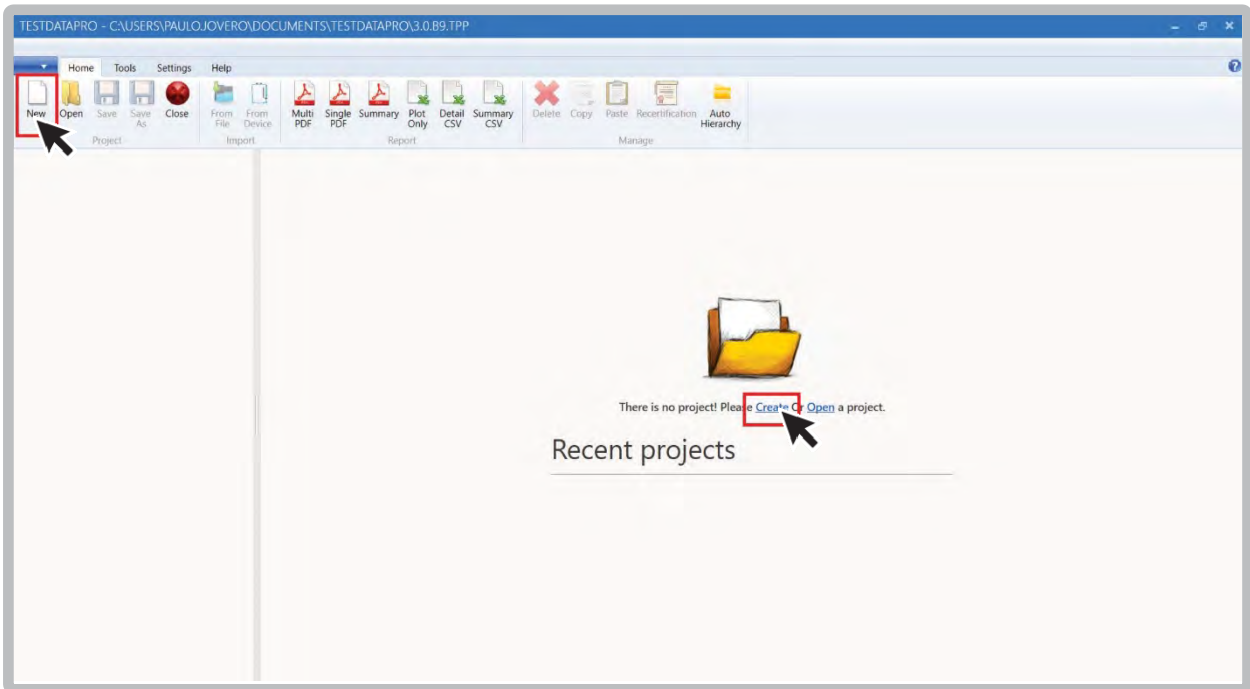 TESTDATAPRO - C:\USERS\PAULO.JOVERO\DOCUMENTS\TESTDATAPRO\3.0.B9.TPP
Home Tools Settings Help
New Open Save Save As Close From File From Device Multi PDF Single PDF Summary Plot Only Detail CSV Summary CSV Delete Copy Paste Recertification Auto Hierarchy
Project Import Report Manage
There is no project! Please Create Or Open a project.
Recent projects